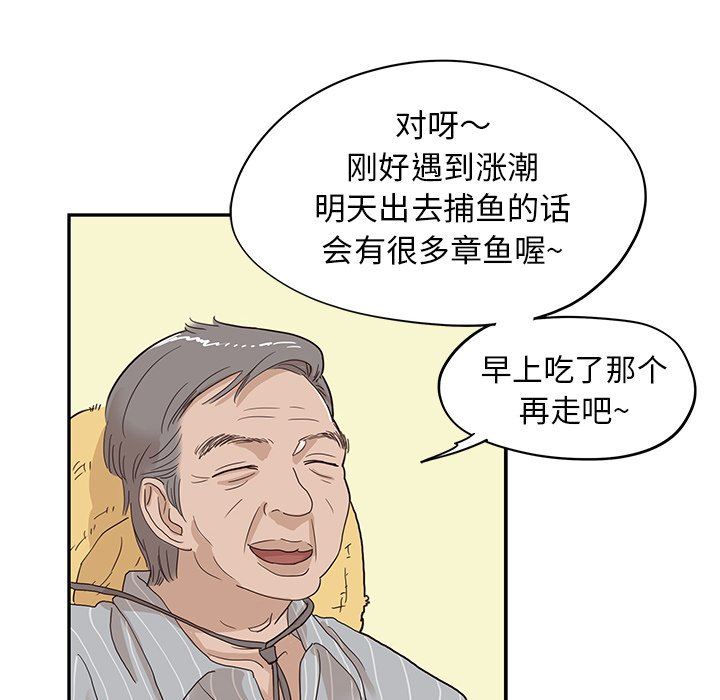 对呀～
刚好遇到涨潮
明天出去捕鱼的话
会有很多章鱼喔~
早上吃了那个
再走吧~